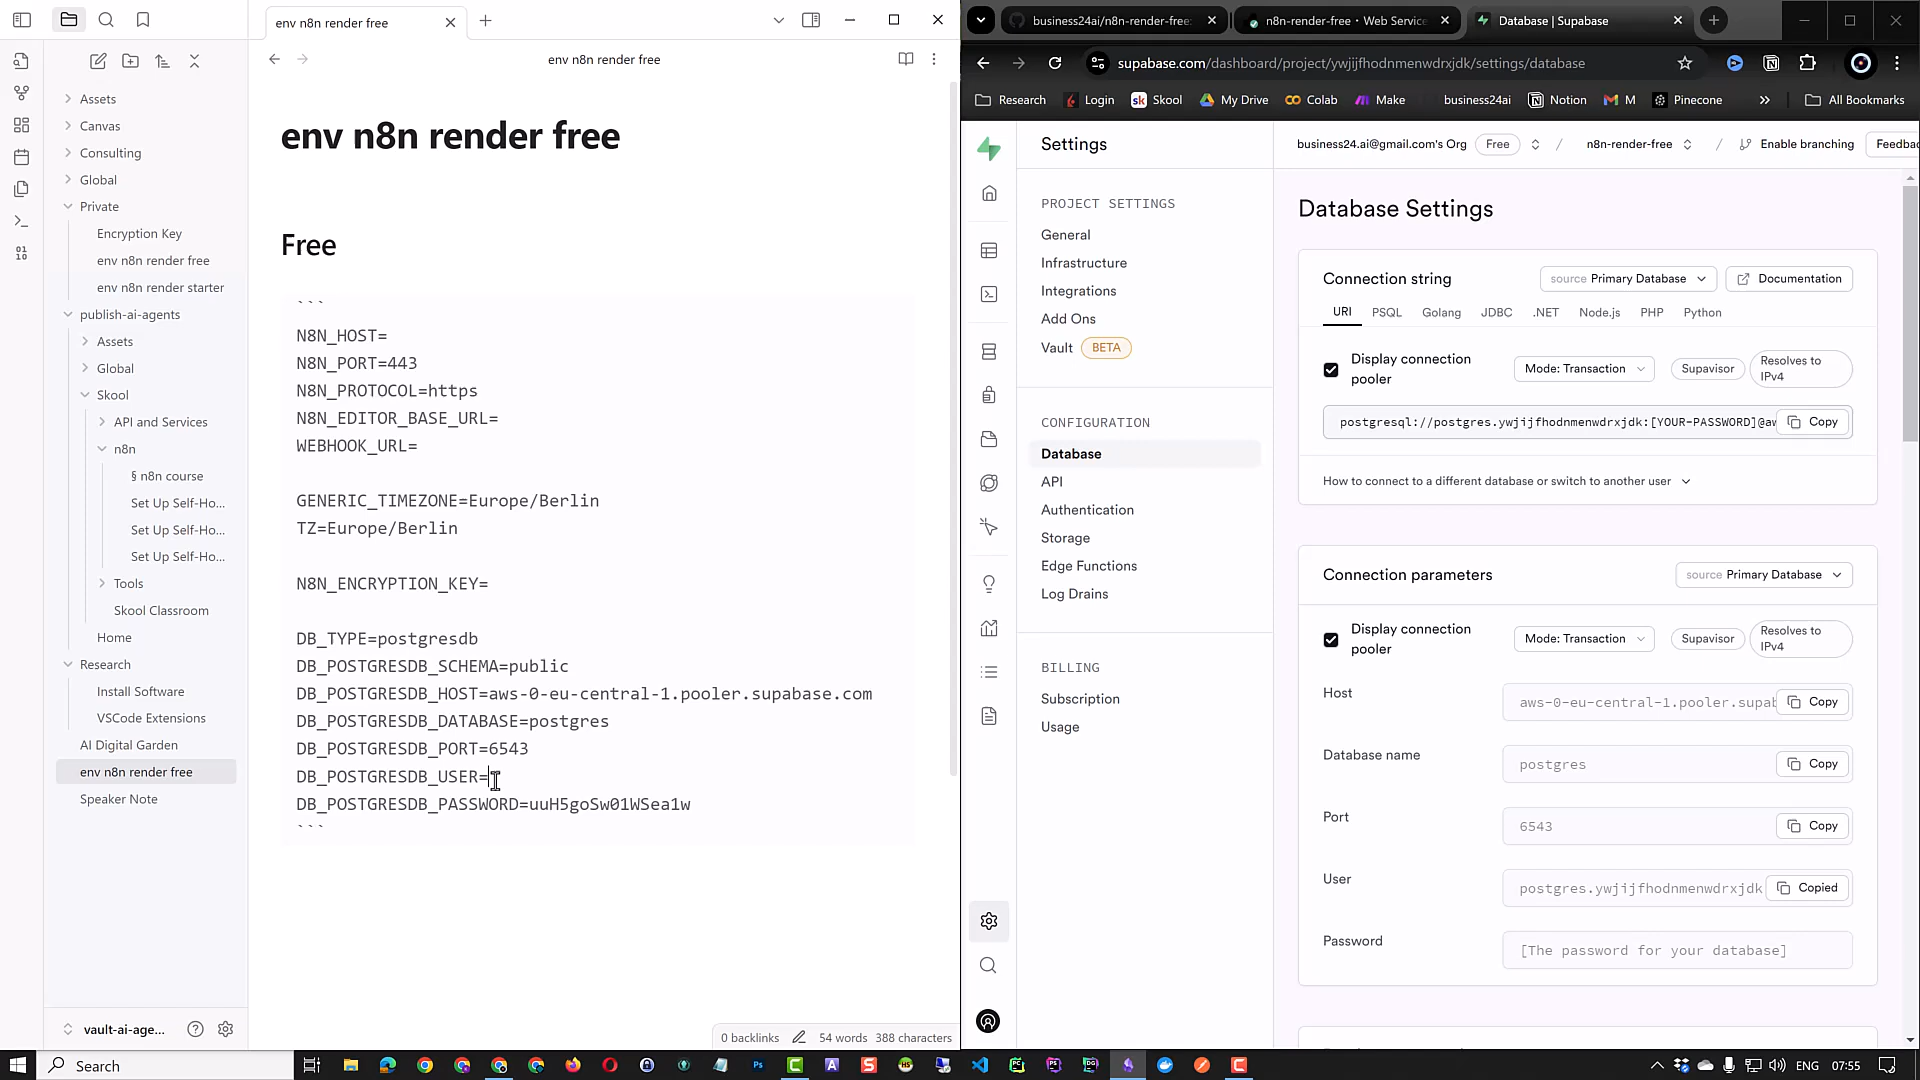 env n8n render free
env n8n render free
Assets
Canvas
Consulting
Global
Private
Encryption Key
env n8n render free
env n8n render starter
publish-ai-agents
Assets
Global
Skool
API and Services
n8n
§ n8n course
Set Up Self-Ho...
Set Up Self-Ho...
Set Up Self-Ho...
Tools
Skool Classroom
Home
Research
Install Software
VSCode Extensions
AI Digital Garden
env n8n render free
Speaker Note
vault-ai-age...
env n8n render free
Free
```
N8N_HOST=
N8N_PORT=443
N8N_PROTOCOL=https
N8N_EDITOR_BASE_URL=
WEBHOOK_URL=
GENERIC_TIMEZONE=Europe/Berlin
TZ=Europe/Berlin
N8N_ENCRYPTION_KEY=
DB_TYPE=postgresdb
DB_POSTGRESDB_SCHEMA=public
DB_POSTGRESDB_HOST=aws-0-eu-central-1.pooler.supabase.com
DB_POSTGRESDB_DATABASE=postgres
DB_POSTGRESDB_PORT=6543
DB_POSTGRESDB_USER=
DB_POSTGRESDB_PASSWORD=uuH5goSw01WSea1w
```
0 backlinks 54 words 388 characters
business24ai/n8n-render-free: n8n-render-free • Web Service Database | Supabase
supabase.com/dashboard/project/ywjijfhodnmenwdrxjdk/settings/database
Research Login Skool My Drive Colab Make business24ai Notion M Pinecone » All Bookmarks
Settings
PROJECT SETTINGS
General
Infrastructure
Integrations
Add Ons
Vault BETA
CONFIGURATION
Database
API
Authentication
Storage
Edge Functions
Log Drains
BILLING
Subscription
Usage
business24.ai@gmail.com's Org Free / n8n-render-free / Enable branching Feedbac
Database Settings
Connection string source Primary Database Documentation
URI PSQL Golang JDBC .NET Node.js PHP Python
Display connection pooler Mode: Transaction Supavisor Resolves to IPv4
postgresql://postgres.ywjijfhodnmenwdrxjdk:[YOUR-PASSWORD]@aw Copy
How to connect to a different database or switch to another user
Connection parameters source Primary Database
Display connection pooler Mode: Transaction Supavisor Resolves to IPv4
Host aws-0-eu-central-1.pooler.supab Copy
Database name postgres Copy
Port 6543 Copy
User postgres.ywjijfhodnmenwdrxjdk Copied
Password [The password for your database]
Search
ENG 07:55